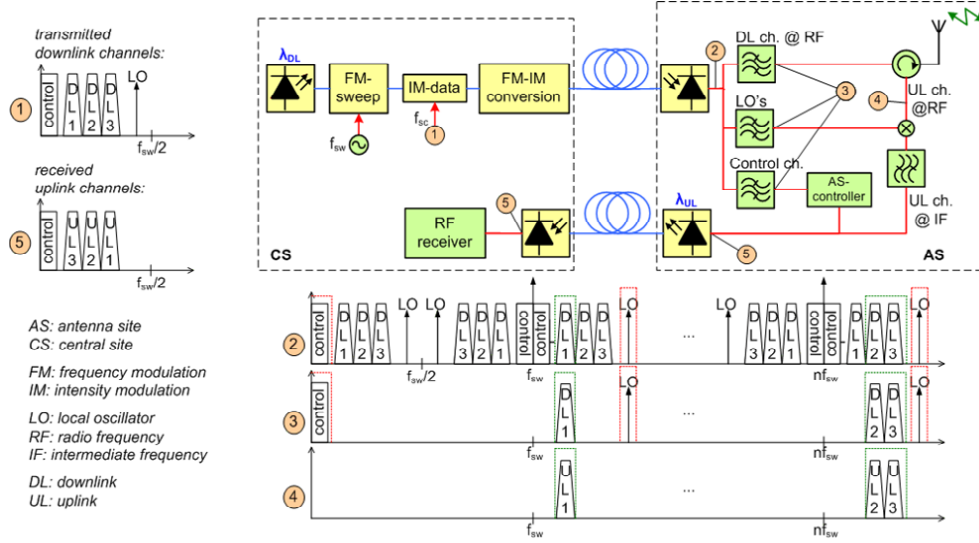 transmitted
downlink channels:
LO
control
D L 1
D L 2
D L 3
1
fsw/2
received
uplink channels:
5
U L 3
U L 2
U L 1
fsw/2
AS: antenna site
CS: central site
FM: frequency modulation
IM: intensity modulation
LO: local oscillator
RF: radio frequency
IF: intermediate frequency
DL: downlink
UL: uplink
λDL
FM-
sweep
IM-data
FM-IM
conversion
fsw
fsc
1
2
DL ch. @ RF
3
4
UL ch.
@RF
LO's
Control ch.
AS-
controller
UL ch.
@ IF
λUL
RF
receiver
5
5
CS
AS
2
control
D L 1
D L 2
D L 3
LO
LO
D L 3
D L 2
D L 1
control
control
D L 1
D L 2
D L 3
LO
...
LO
D L 3
D L 2
D L 1
control
contro
D L 1
D L 2
D L 3
LO
fsw/2
fsw
nfsw
3
control
D L 1
LO
...
D L 2
D L 3
LO
fsw
nfsw
4
U L 1
...
U L 2
U L 3
fsw
nfsw